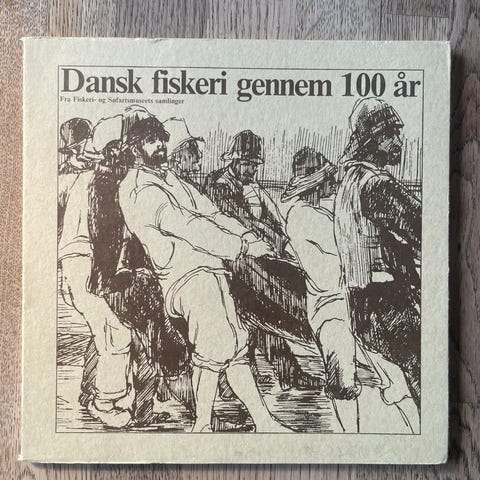 Dansk fiskeri gennem 100 år
Fra Fiskeri- og Søfartsmuseets samlinger